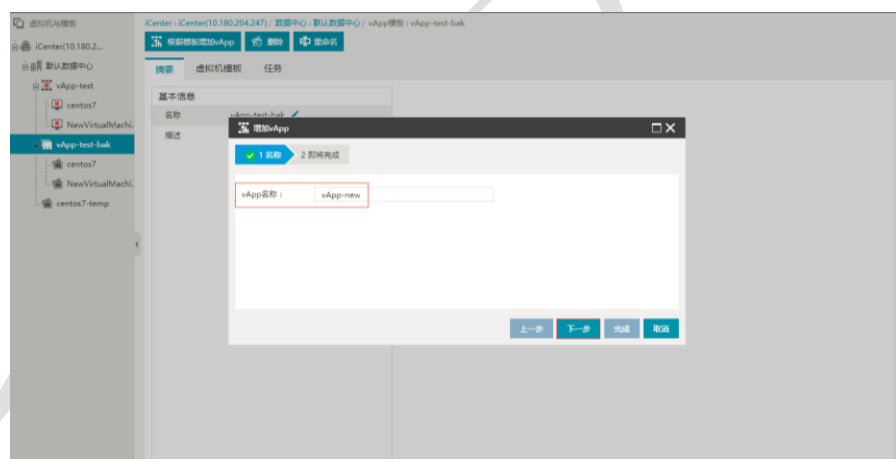 虚拟机与模板
iCenter : iCenter(10.180.204.247) / 数据中心 : 默认数据中心 / vApp模板 : vApp-test-bak
根据模板增加vApp 删除 重命名
iCenter(10.180.2...
默认数据中心
vApp-test
centos7
NewVirtualMachi.
vApp-test-bak
centos7
NewVirtualMachi.
centos7-temp
摘要 虚拟机模板 任务
基本信息
名称 vApp-test-bak
描述
增加vApp
1 名称 2 即将完成
vApp名称 : vApp-new
上一步 下一步 完成 取消